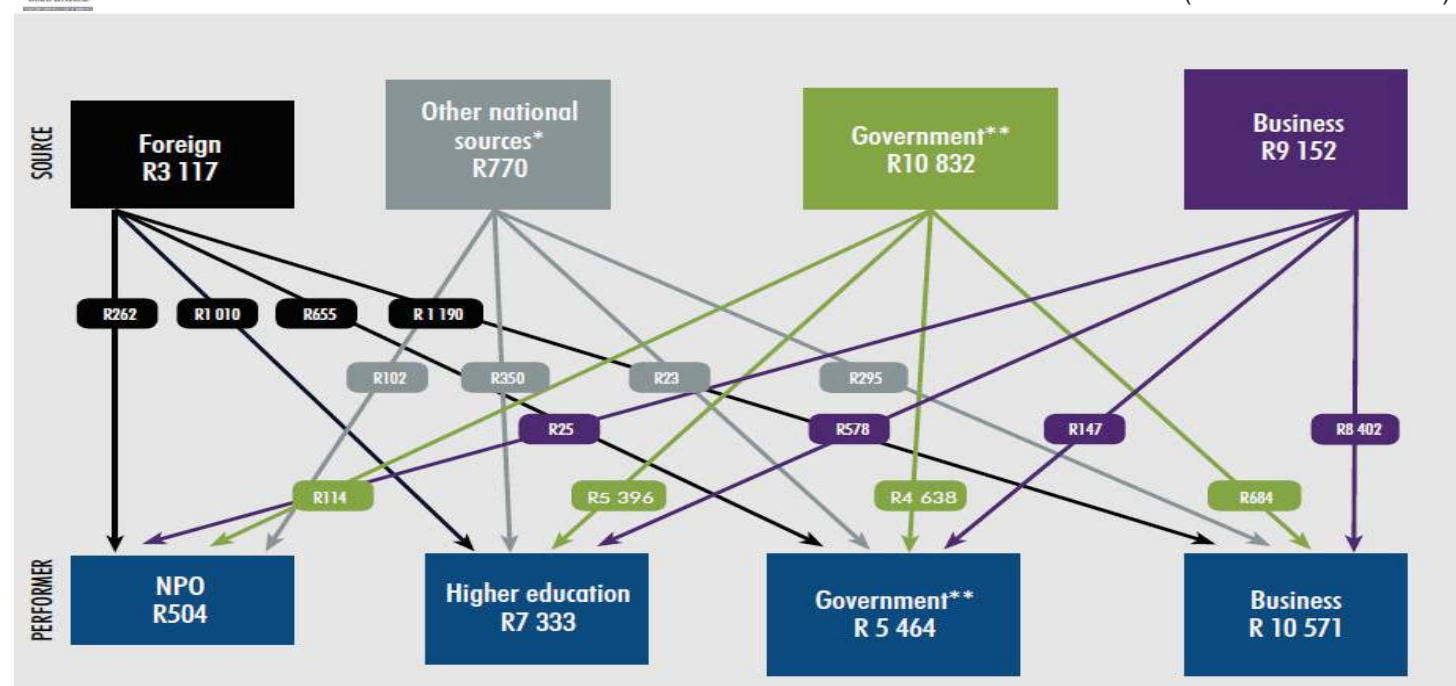 SOURCE
Foreign
R3 117
Other national
sources*
R770
Government**
R10 832
Business
R9 152
R262
R1 010
R655
R 1 190
R102
R350
R23
R295
R25
R578
R147
R8 402
R114
R5 396
R4 638
R684
PERFORMER
NPO
R504
Higher education
R7 333
Government**
R 5 464
Business
R 10 571